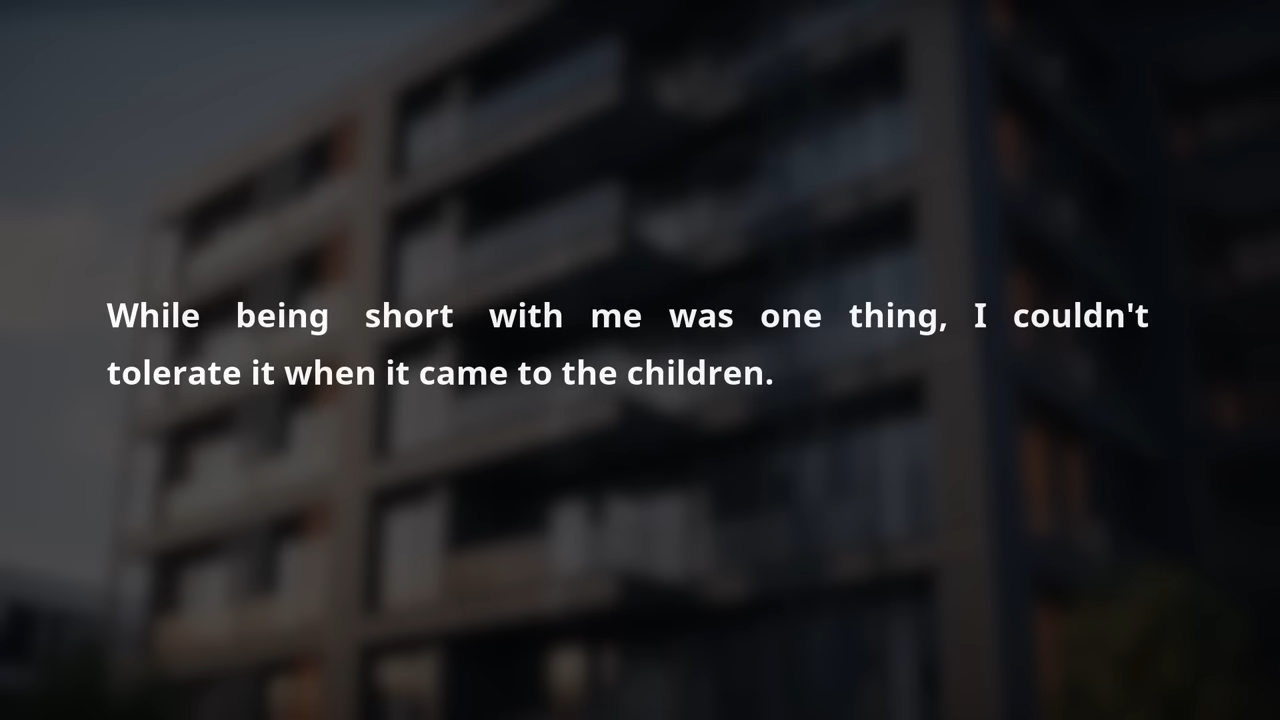 While being short with me was one thing, I couldn't
tolerate it when it came to the children.